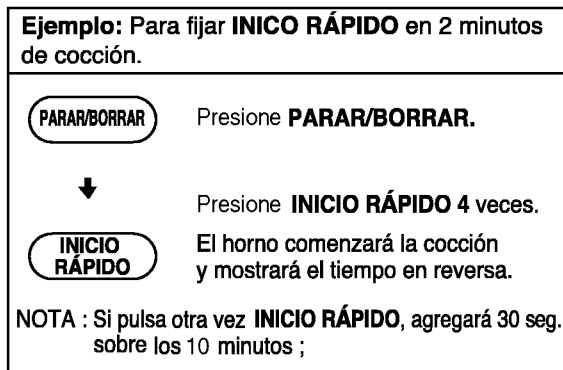 Ejemplo: Para fijar INICO RÁPIDO en 2 minutos
de cocción.
PARAR/BORRAR
Presione PARAR/BORRAR.
Presione INICIO RÁPIDO 4 veces.
INICIO
RÁPIDO
El horno comenzará la cocción
y mostrará el tiempo en reversa.
NOTA : Si pulsa otra vez INICIO RÁPIDO, agregará 30 seg.
sobre los 10 minutos ;